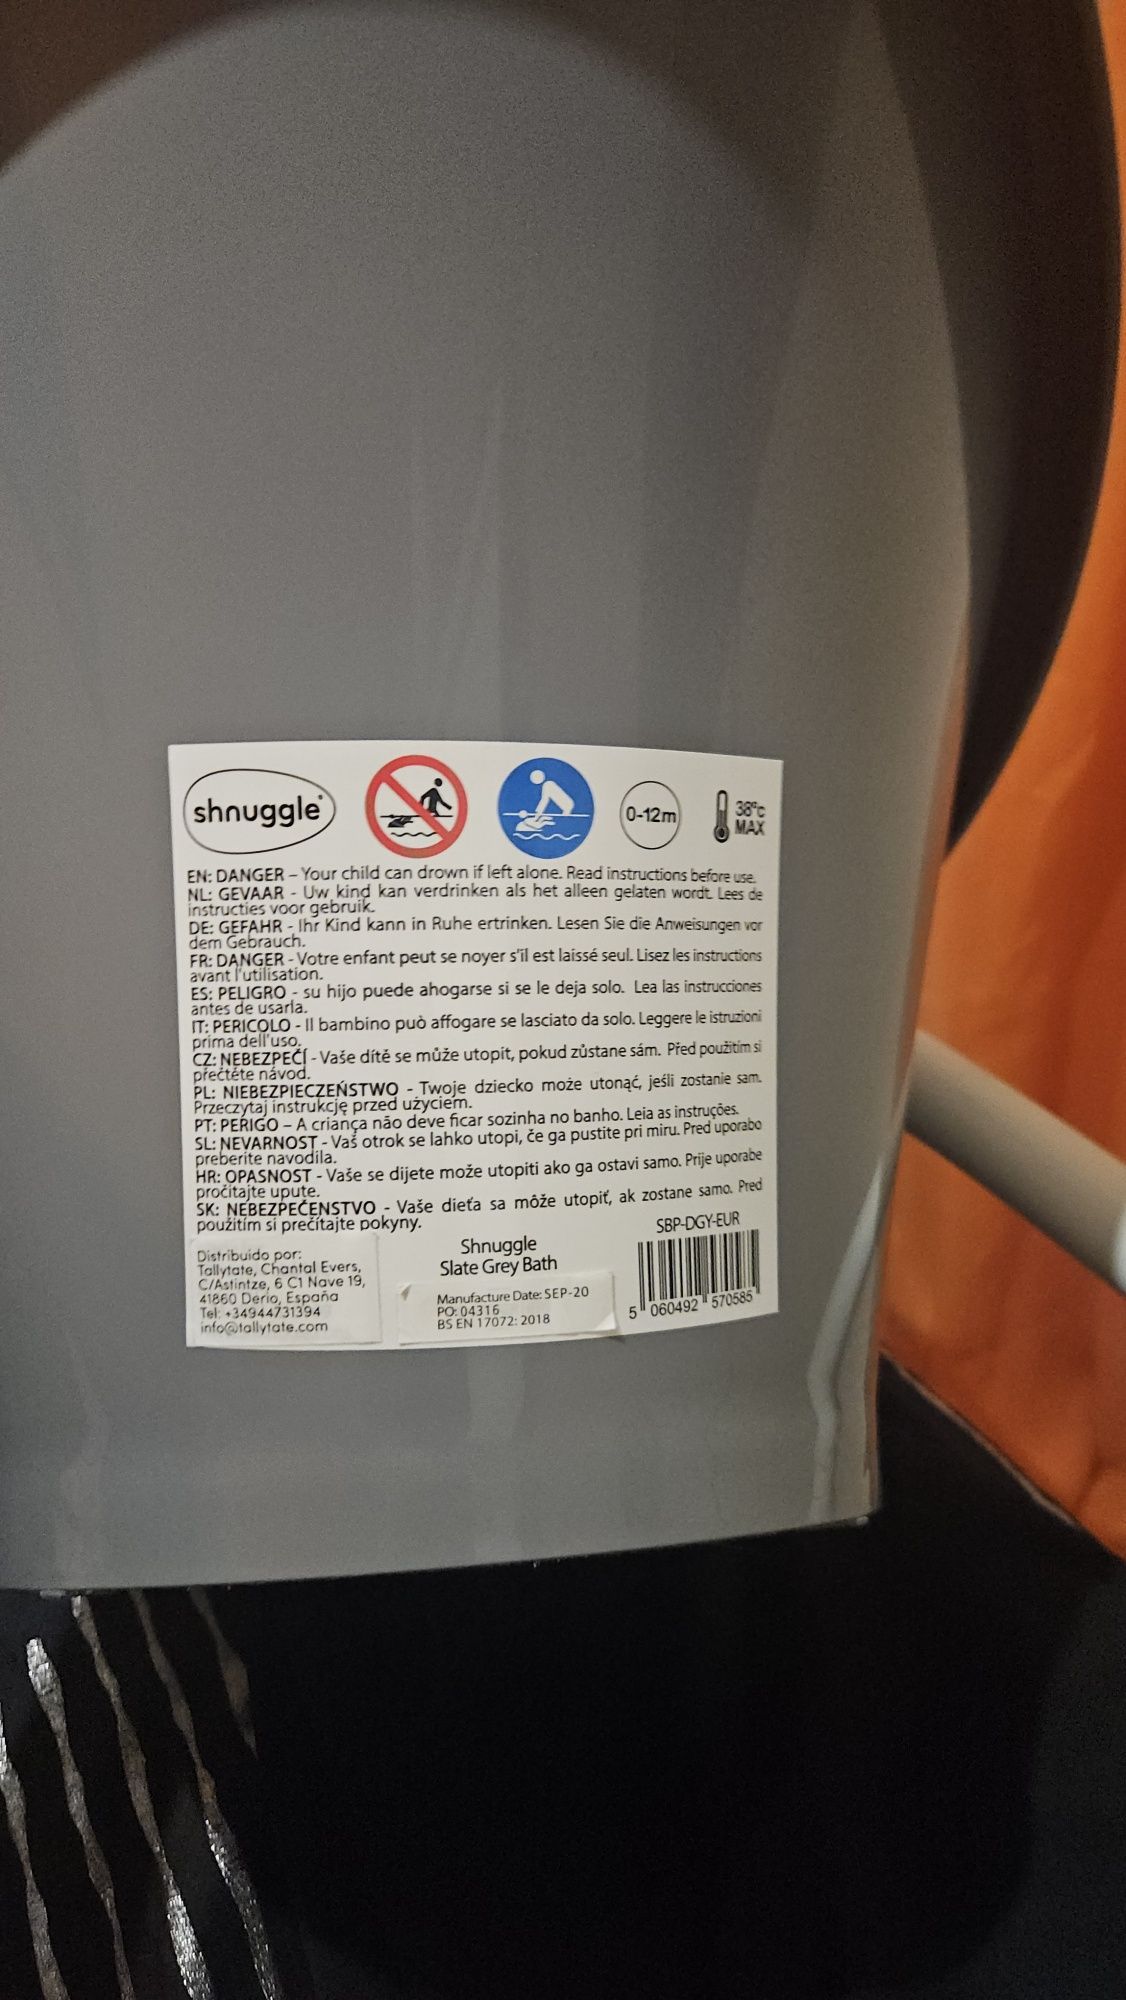 shnuggle
0-12m
38°C
MAX
EN: DANGER – Your child can drown if left alone. Read instructions before use.
NL: GEVAAR - Uw kind kan verdrinken als het alleen gelaten wordt. Lees de
instructies voor gebruik.
DE: GEFAHR - Ihr Kind kann in Ruhe ertrinken. Lesen Sie die Anweisungen vor
dem Gebrauch.
FR: DANGER - Votre enfant peut se noyer s'il est laissé seul. Lisez les instructions
avant l'utilisation.
ES: PELIGRO - su hijo puede ahogarse si se le deja solo. Lea las instrucciones
antes de usarla.
IT: PERICOLO - Il bambino può affogare se lasciato da solo. Leggere le istruzioni
prima dell'uso.
CZ: NEBEZPEČÍ - Vaše dítě se může utopit, pokud zůstane sám. Před použitím si
přečtěte návod.
PL: NIEBEZPIECZEŃSTWO - Twoje dziecko może utonąć, jeśli zostanie sam.
Przeczytaj instrukcję przed użyciem.
PT: PERIGO – A criança não deve ficar sozinha no banho. Leia as instruções.
SL: NEVARNOST - Vaš otrok se lahko utopi, če ga pustite pri miru. Pred uporabo
preberite navodila.
HR: OPASNOST - Vaše se dijete može utopiti ako ga ostavi samo. Prije uporabe
pročitajte upute.
SK: NEBEZPEČENSTVO - Vaše dieťa sa môže utopiť, ak zostane samo. Pred
použitím si prečítajte pokyny.
Distribuido por:
Tallytate, Chantal Evers,
C/Astintze, 6 C1 Nave 19,
41860 Derio, España
Tel: +34944731394
info@tallytate.com
Shnuggle
Slate Grey Bath
Manufacture Date: SEP-20
PO: 04316
BS EN 17072: 2018
SBP-DGY-EUR
5 060492 570585